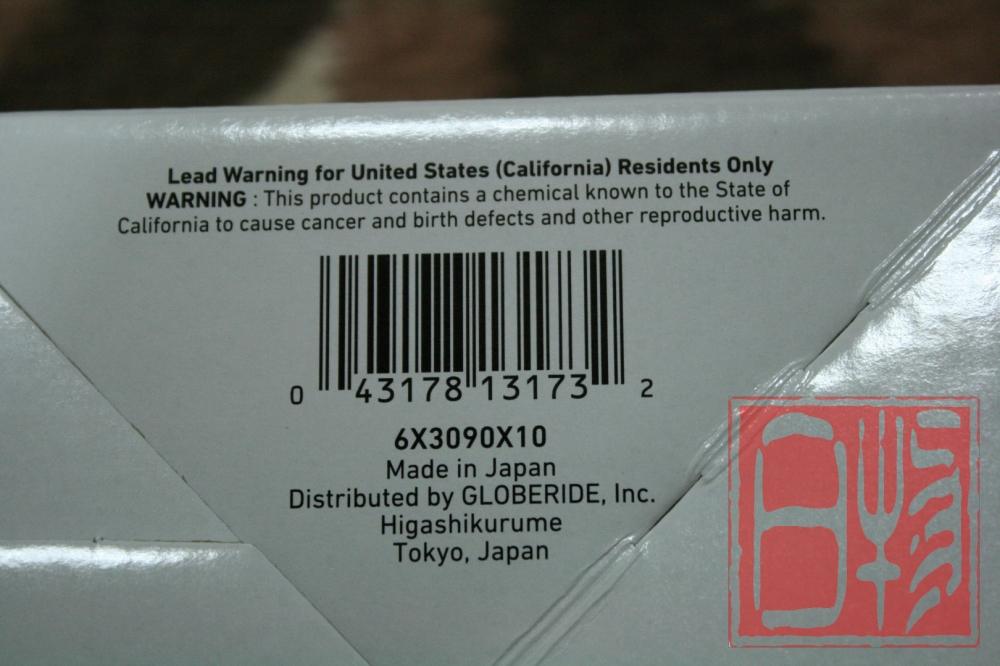 Lead Warning for United States (California) Residents Only
WARNING : This product contains a chemical known to the State of
California to cause cancer and birth defects and other reproductive harm.
0 43178 13173 2
6X3090X10
Made in Japan
Distributed by GLOBERIDE, Inc.
Higashikurume
Tokyo, Japan